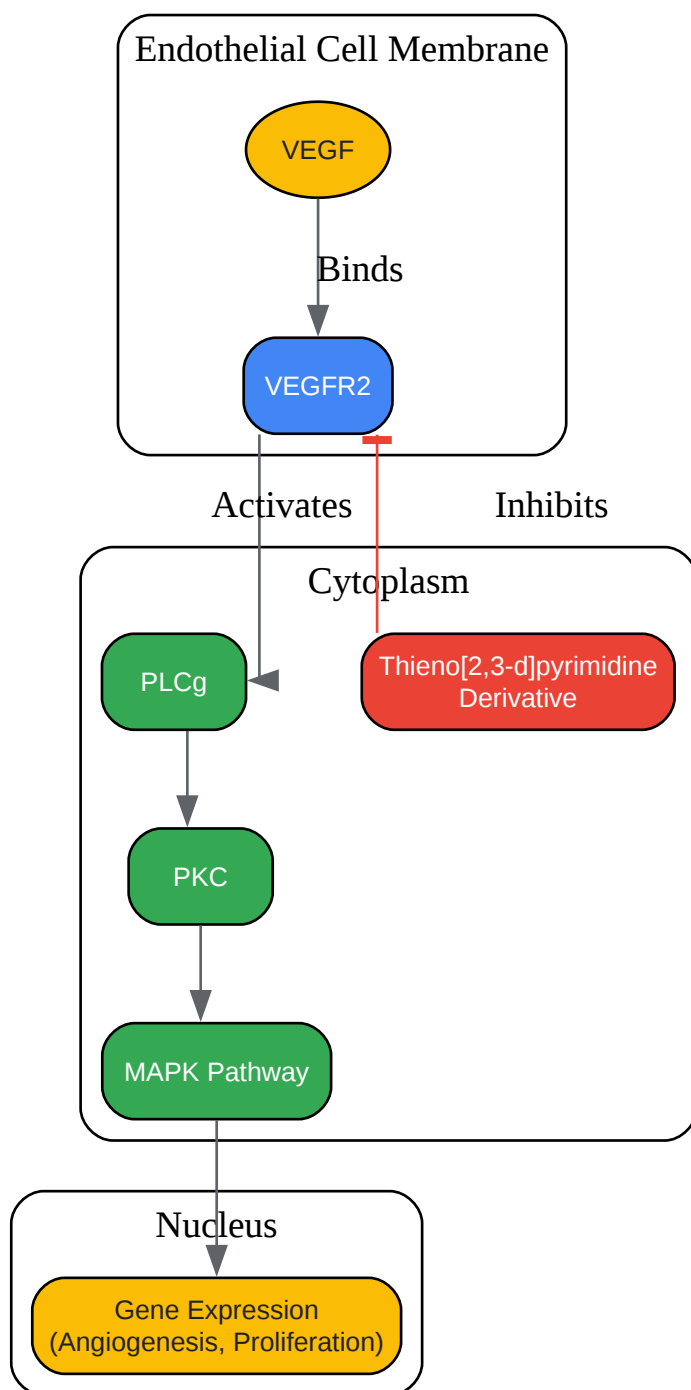 Endothelial Cell Membrane
VEGF
Binds
VEGFR2
Activates
Inhibits
Cytoplasm
PLCg
Thieno[2,3-d]pyrimidine
Derivative
PKC
MAPK Pathway
Nucleus
Gene Expression
(Angiogenesis, Proliferation)